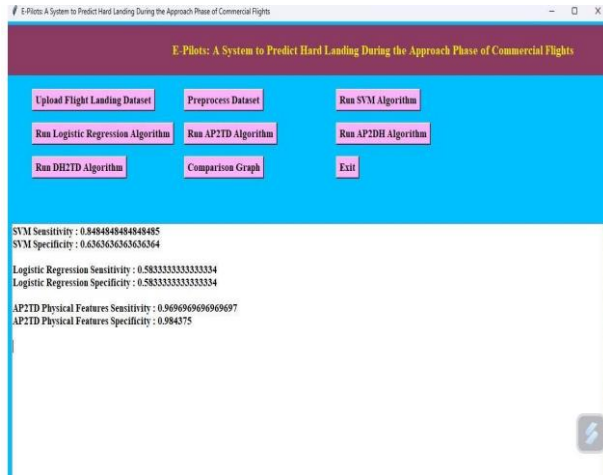 E-Pilots: A System to Predict Hard Landing During the Approach Phase of Commercial Flights
E-Pilots: A System to Predict Hard Landing During the Approach Phase of Commercial Flights
Upload Flight Landing Dataset Preprocess Dataset Run SVM Algorithm
Run Logistic Regression Algorithm Run AP2TD Algorithm Run AP2DH Algorithm
Run DH2TD Algorithm Comparison Graph Exit
SVM Sensitivity : 0.8484848484848485
SVM Specificity : 0.6363636363636364
Logistic Regression Sensitivity : 0.5833333333333334
Logistic Regression Specificity : 0.5833333333333334
AP2TD Physical Features Sensitivity : 0.9696969696969697
AP2TD Physical Features Specificity : 0.984375